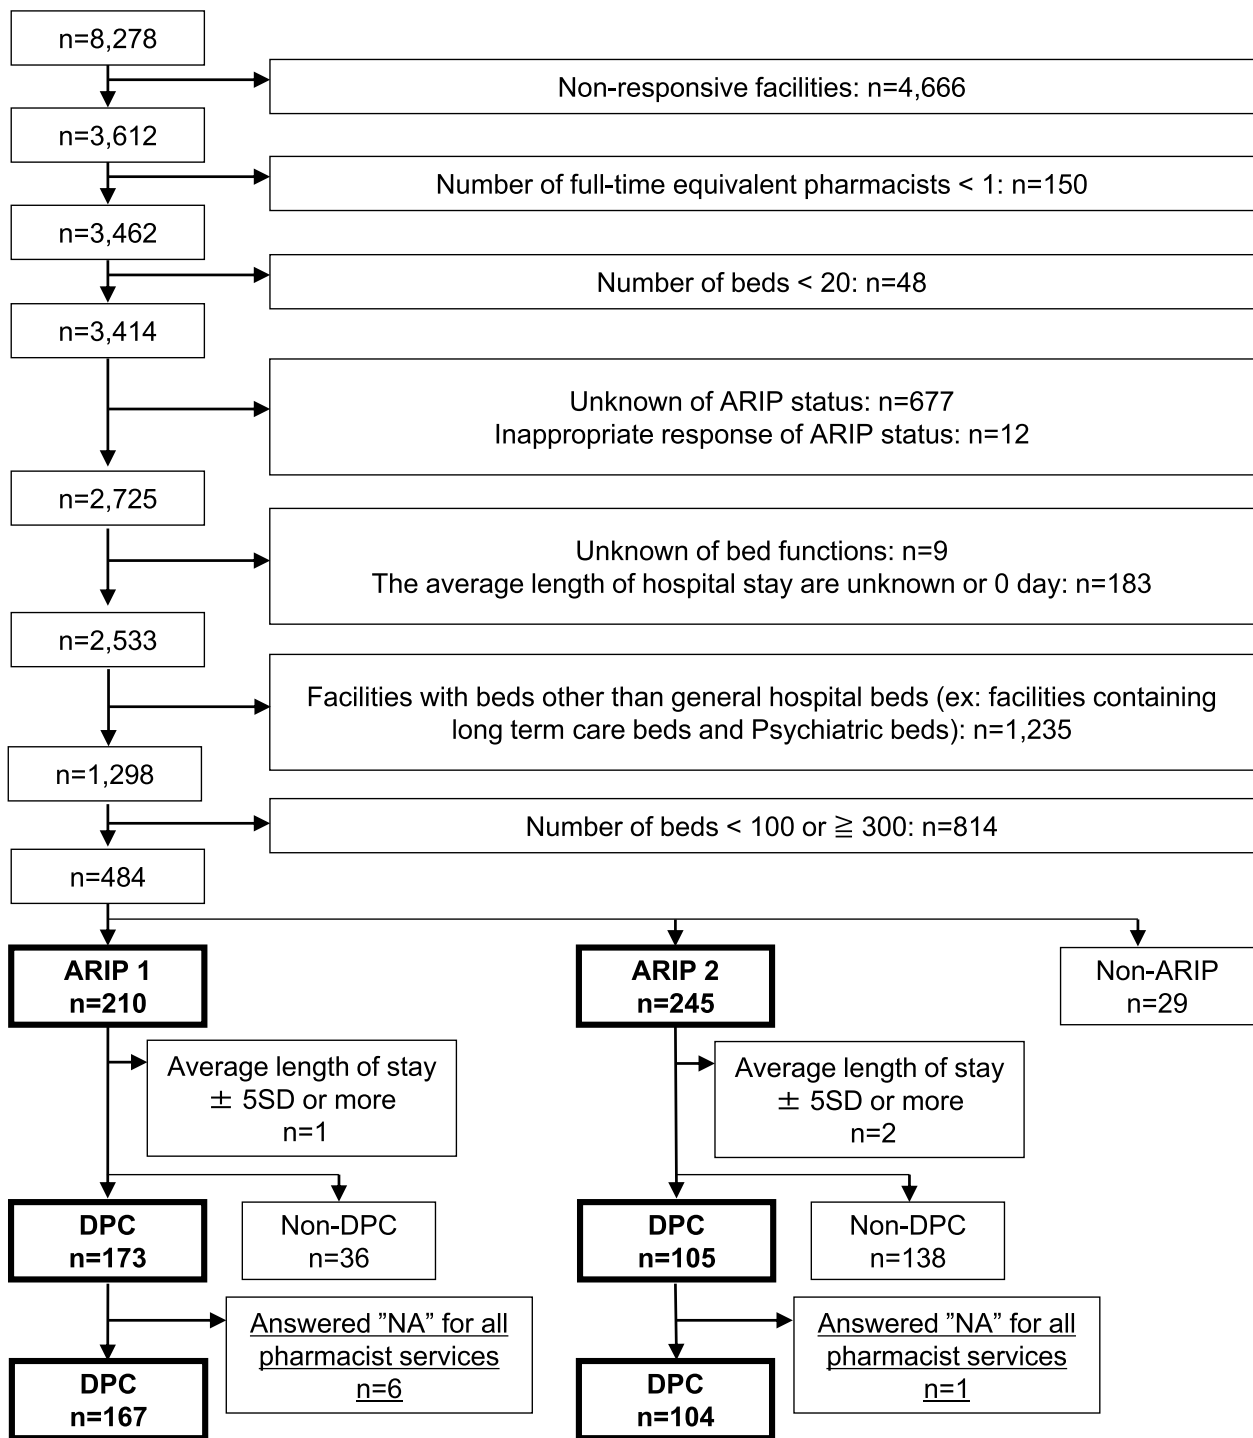 n=8,278
Non-responsive facilities: n=4,666
n=3,612
Number of full-time equivalent pharmacists < 1: n=150
n=3,462
Number of beds < 20: n=48
n=3,414
Unknown of ARIP status: n=677
Inappropriate response of ARIP status: n=12
n=2,725
Unknown of bed functions: n=9
The average length of hospital stay are unknown or 0 day: n=183
n=2,533
Facilities with beds other than general hospital beds (ex: facilities containing
long term care beds and Psychiatric beds): n=1,235
n=1,298
Number of beds < 100 or ≧ 300: n=814
n=484
ARIP 1
n=210
ARIP 2
n=245
Non-ARIP
n=29
Average length of stay
± 5SD or more
n=1
Average length of stay
± 5SD or more
n=2
DPC
n=173
Non-DPC
n=36
DPC
n=105
Non-DPC
n=138
Answered ”NA” for all
pharmacist services
n=6
Answered ”NA” for all
pharmacist services
n=1
DPC
n=167
DPC
n=104